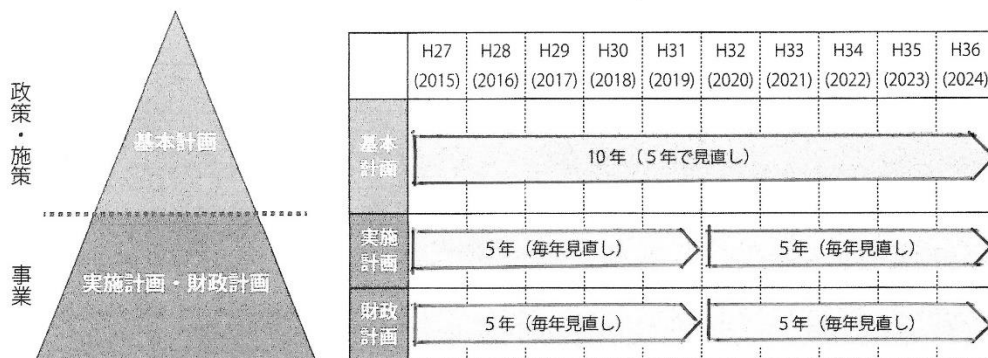 政策・施策
基本計画
事業
実施計画・財政計画
H27 H28 H29 H30 H31 H32 H33 H34 H35 H36
(2015) (2016) (2017) (2018) (2019) (2020) (2021) (2022) (2023) (2024)
基本
計画
10年（5年で見直し）
実施
計画
5年（毎年見直し） 5年（毎年見直し）
財政
計画
5年（毎年見直し） 5年（毎年見直し）